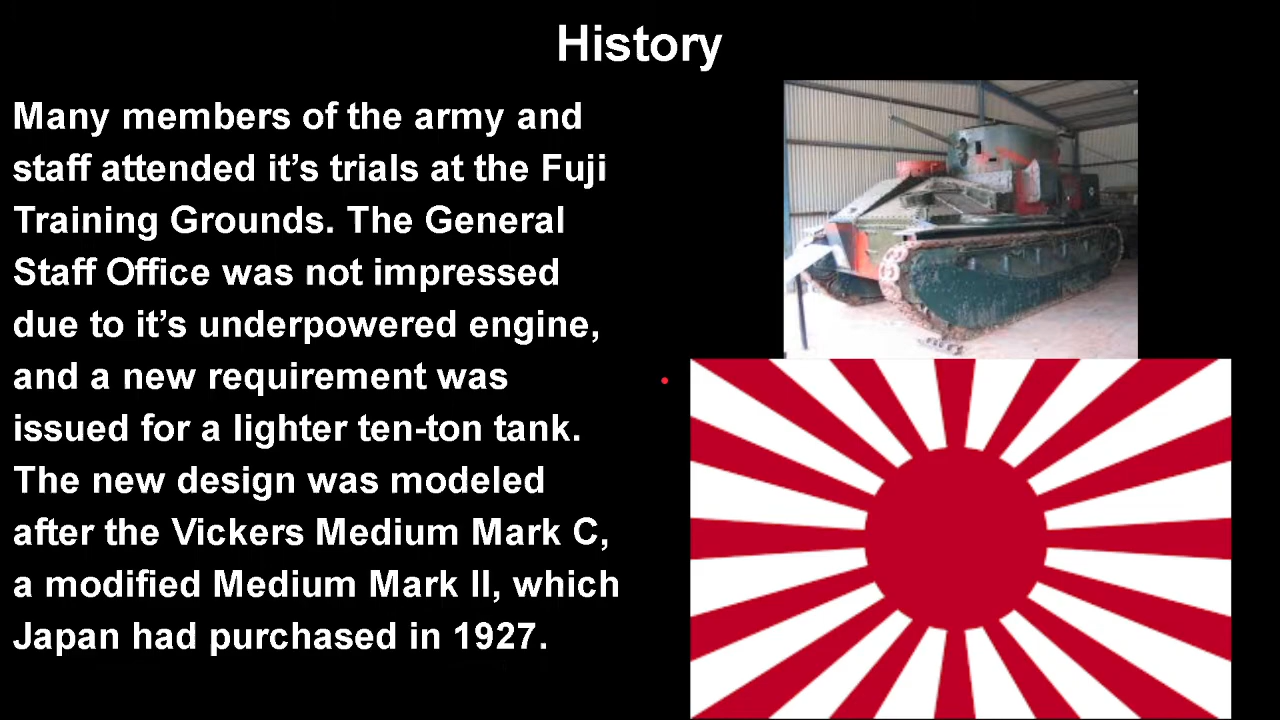 History
Many members of the army and
staff attended it’s trials at the Fuji
Training Grounds. The General
Staff Office was not impressed
due to it’s underpowered engine,
and a new requirement was
issued for a lighter ten-ton tank.
The new design was modeled
after the Vickers Medium Mark C,
a modified Medium Mark II, which
Japan had purchased in 1927.